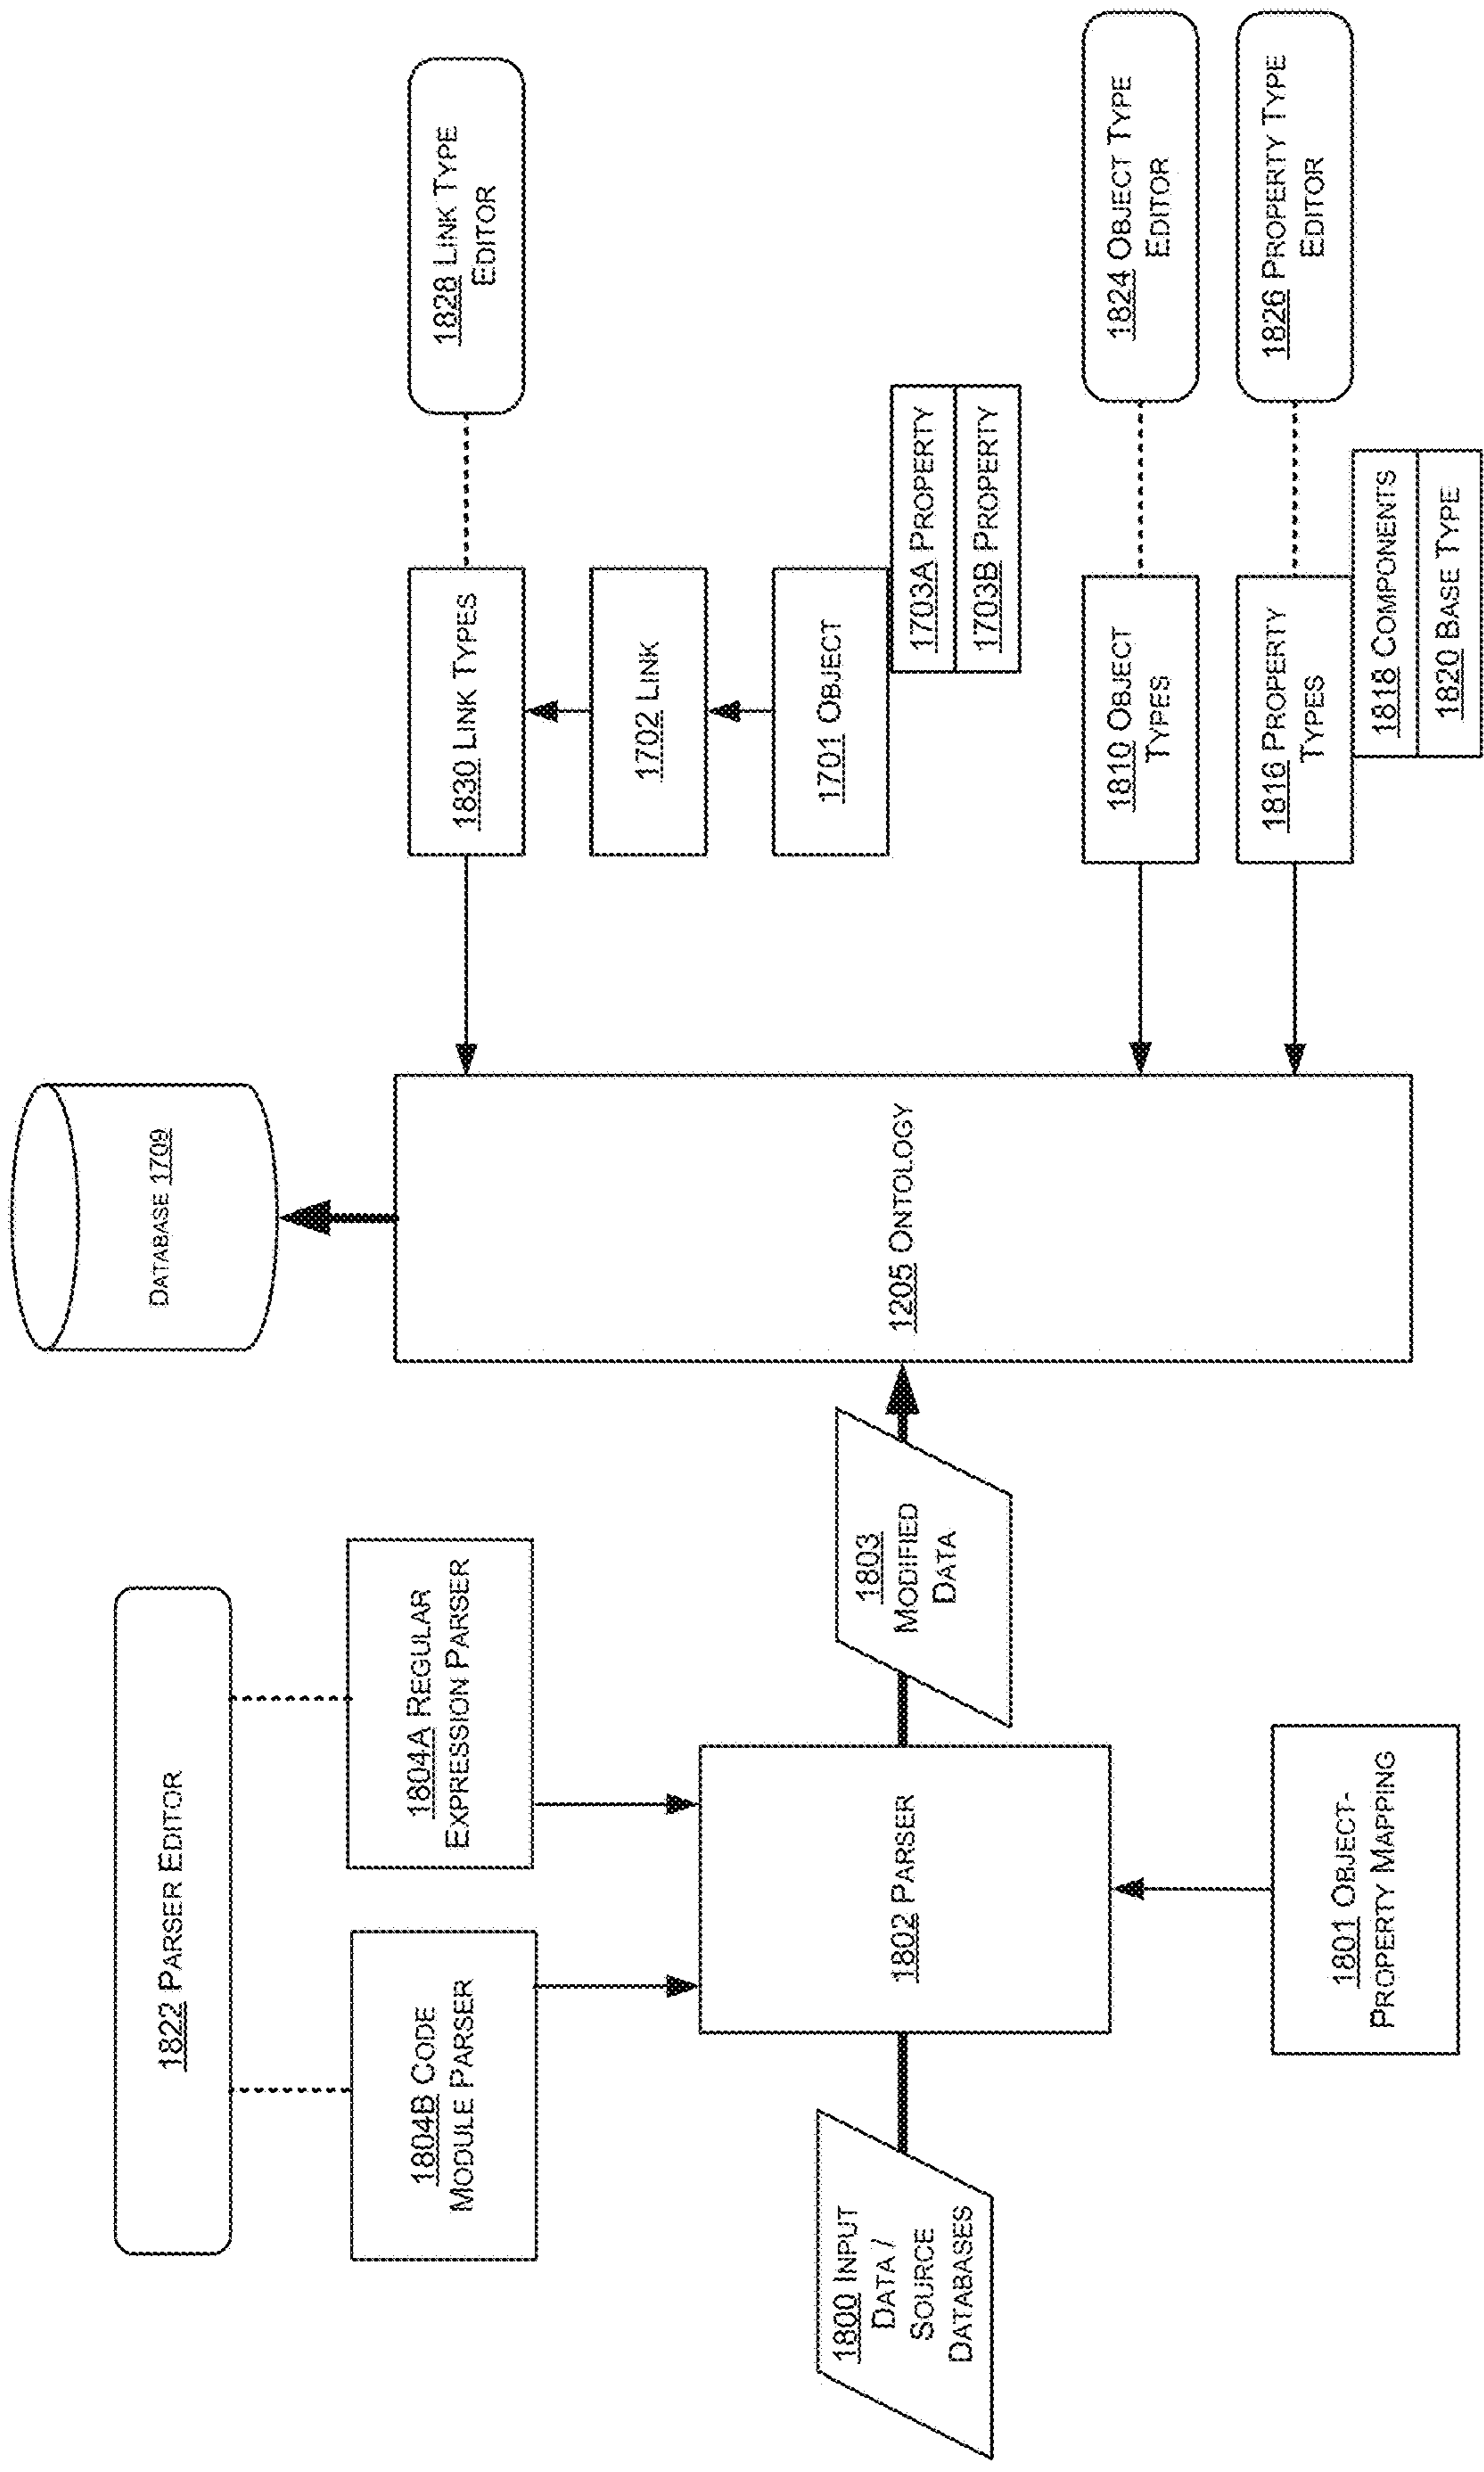 DATABASE 1709
1822 PARSER EDITOR
1804B CODE
MODULE PARSER
1804A REGULAR
EXPRESSION PARSER
1830 LINK TYPES
1828 LINK TYPE
EDITOR
1702 LINK
1701 OBJECT
1703A PROPERTY
1703B PROPERTY
1800 INPUT
DATA /
SOURCE
DATABASES
1802 PARSER
1803
MODIFIED
DATA
1205 ONTOLOGY
1810 OBJECT
TYPES
1824 OBJECT TYPE
EDITOR
1816 PROPERTY
TYPES
1826 PROPERTY TYPE
EDITOR
1818 COMPONENTS
1820 BASE TYPE
1801 OBJECT-
PROPERTY MAPPING